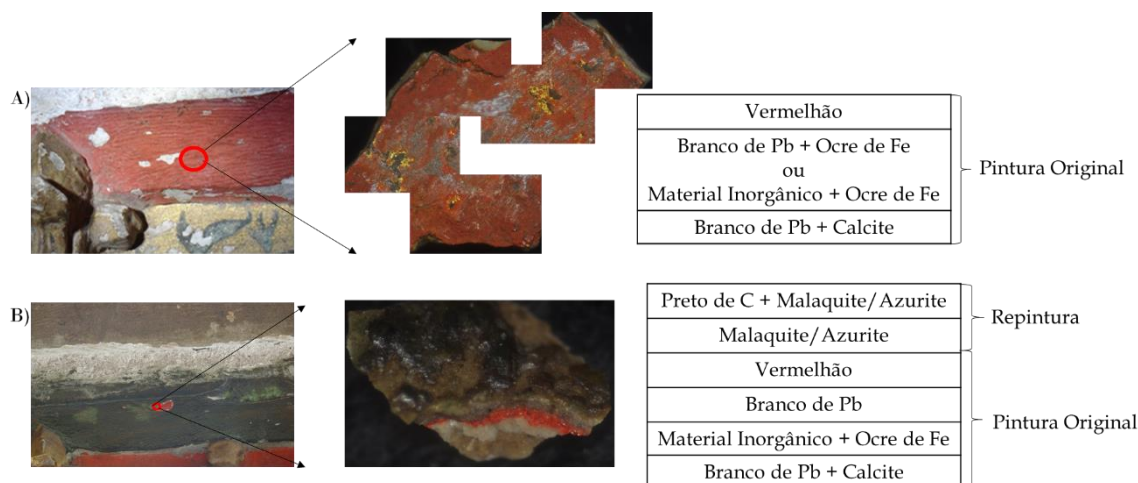 A)
Vermelhão
Branco de Pb + Ocre de Fe
ou
Material Inorgânico + Ocre de Fe
Branco de Pb + Calcite
Pintura Original
B)
Preto de C + Malaquite/Azurite
Malaquite/Azurite
Repintura
Vermelhão
Branco de Pb
Material Inorgânico + Ocre de Fe
Branco de Pb + Calcite
Pintura Original